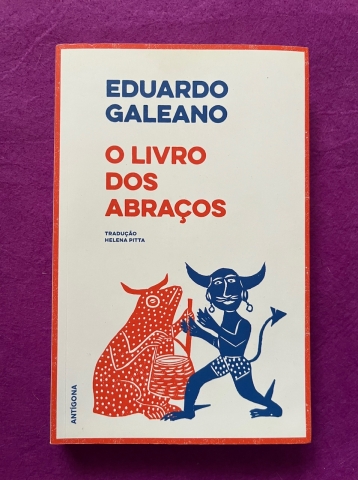 EDUARDO
GALEANO
O LIVRO
DOS
ABRAÇOS
TRADUÇÃO
HELENA PITTA
ANTÍGONA